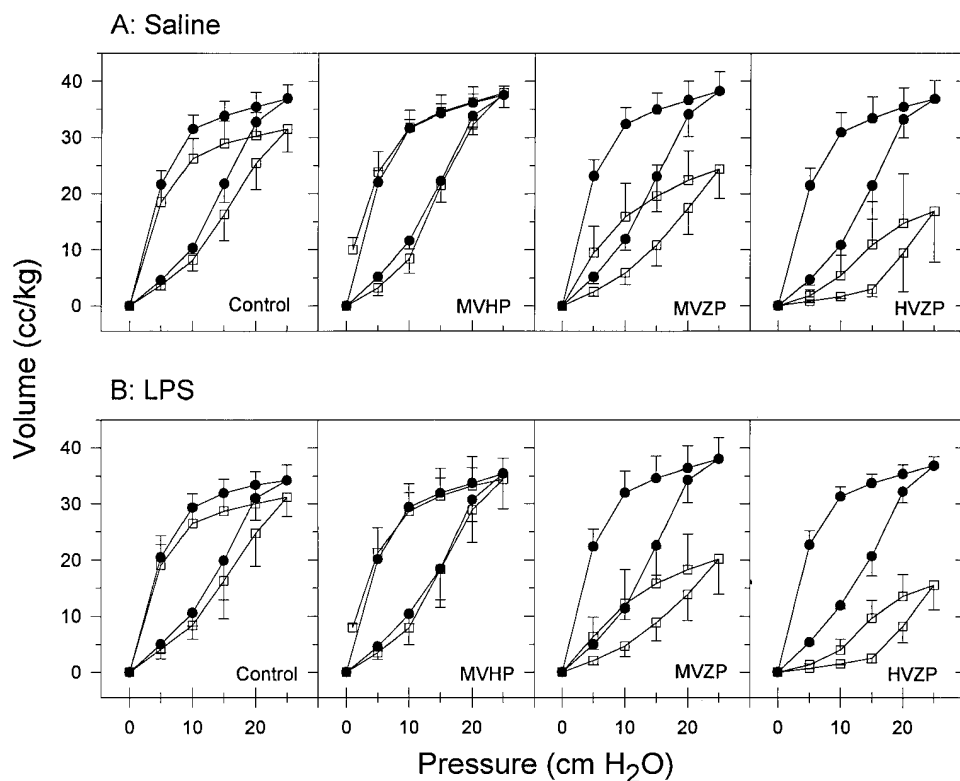 A: Saline
40
30
20
10
0
Control
MVHP
MVZP
HVZP
B: LPS
40
30
20
10
0
Control
MVHP
MVZP
HVZP
0 10 20
0 10 20
0 10 20
0 10 20
Volume (cc/kg)
Pressure (cm H₂O)